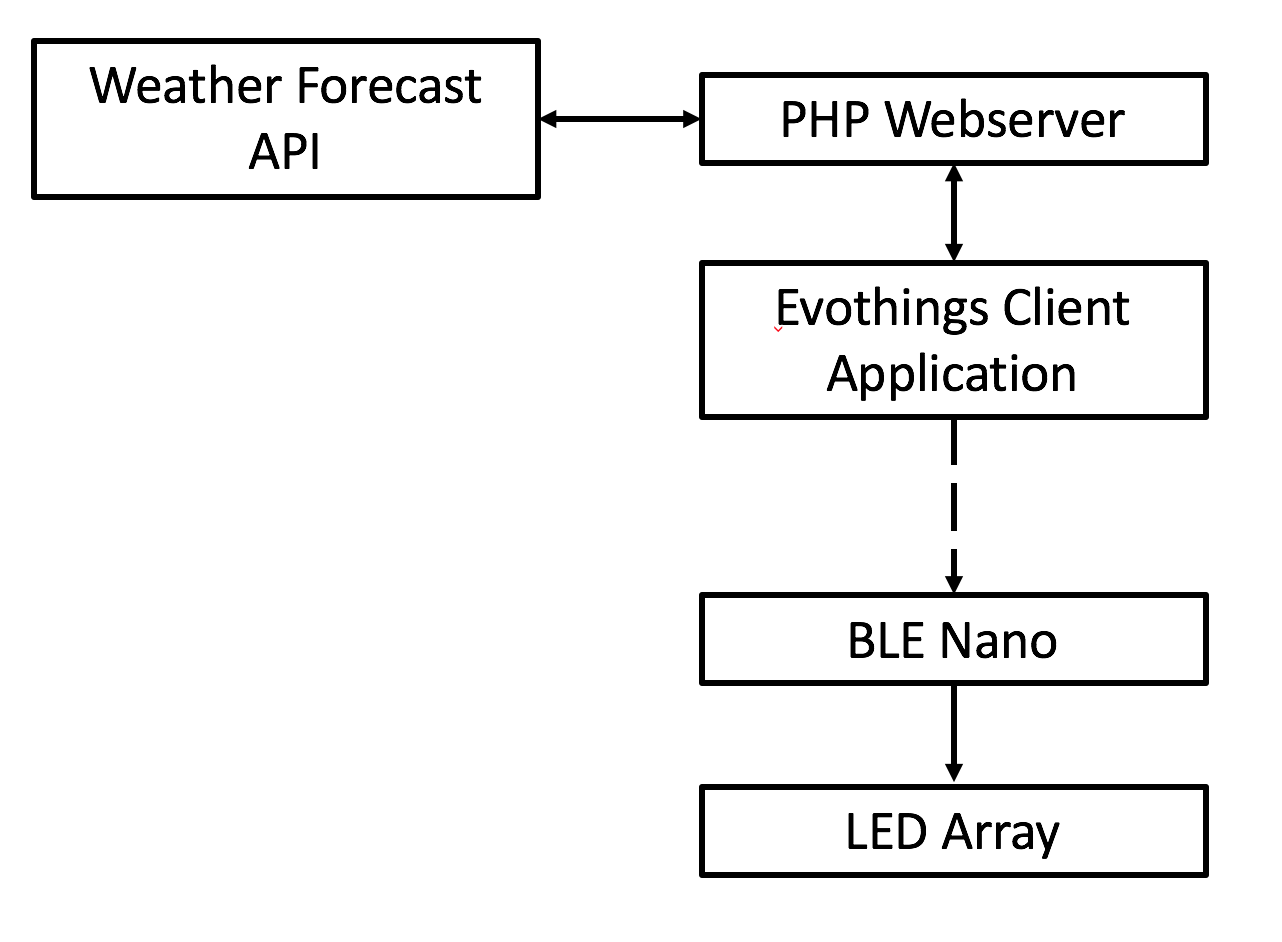 Weather Forecast
API
PHP Webserver
Evothings Client
Application
BLE Nano
LED Array